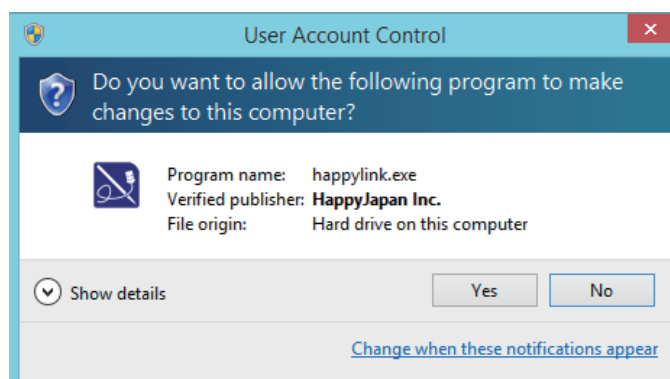 User Account Control
Do you want to allow the following program to make
changes to this computer?
Program name: happylink.exe
Verified publisher: HappyJapan Inc.
File origin: Hard drive on this computer
Show details
Yes
No
Change when these notifications appear